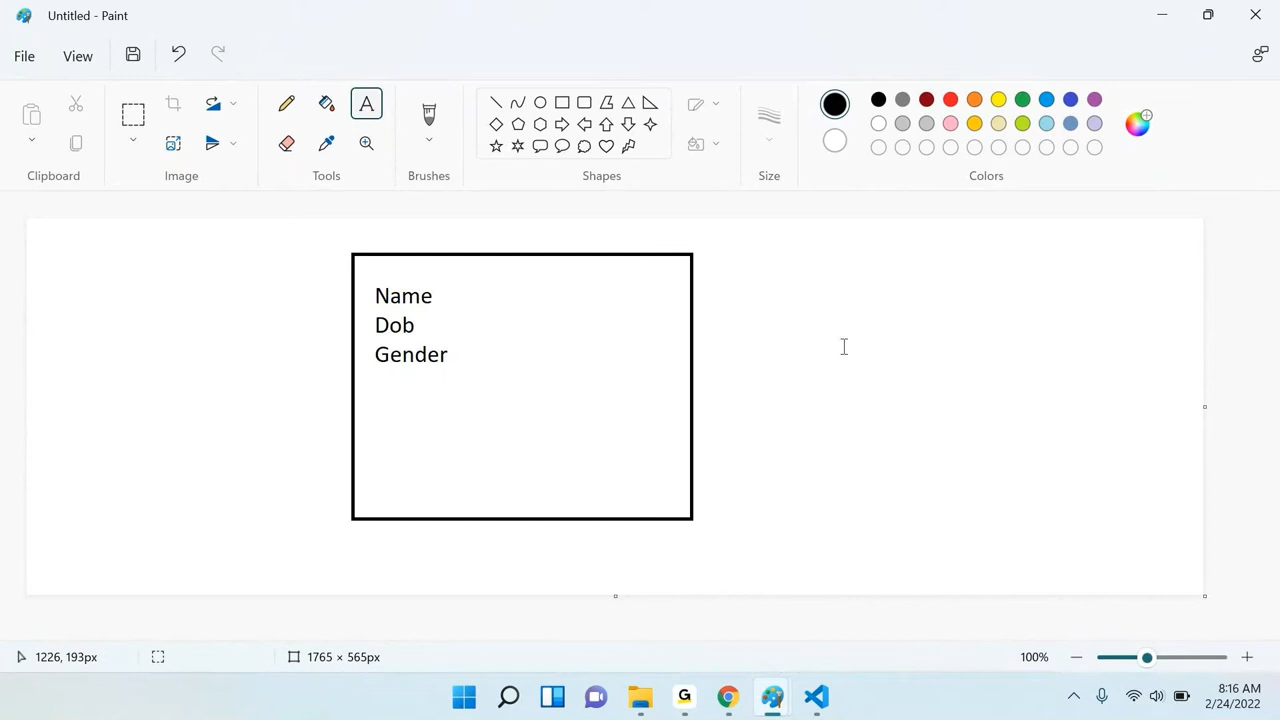 Untitled - Paint
File View
Clipboard Image Tools Brushes Shapes Size Colors
Name
Dob
Gender
1226, 193px 1765 × 565px 100%
8:16 AM
2/24/2022